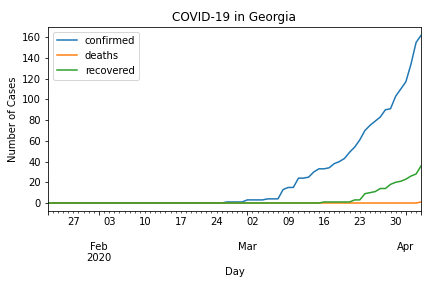 COVID-19 in Georgia
confirmed
deaths
recovered
Number of Cases
160
140
120
100
80
60
40
20
0
27 03 10 17 24 02 09 16 23 30
Feb Mar Apr
2020
Day